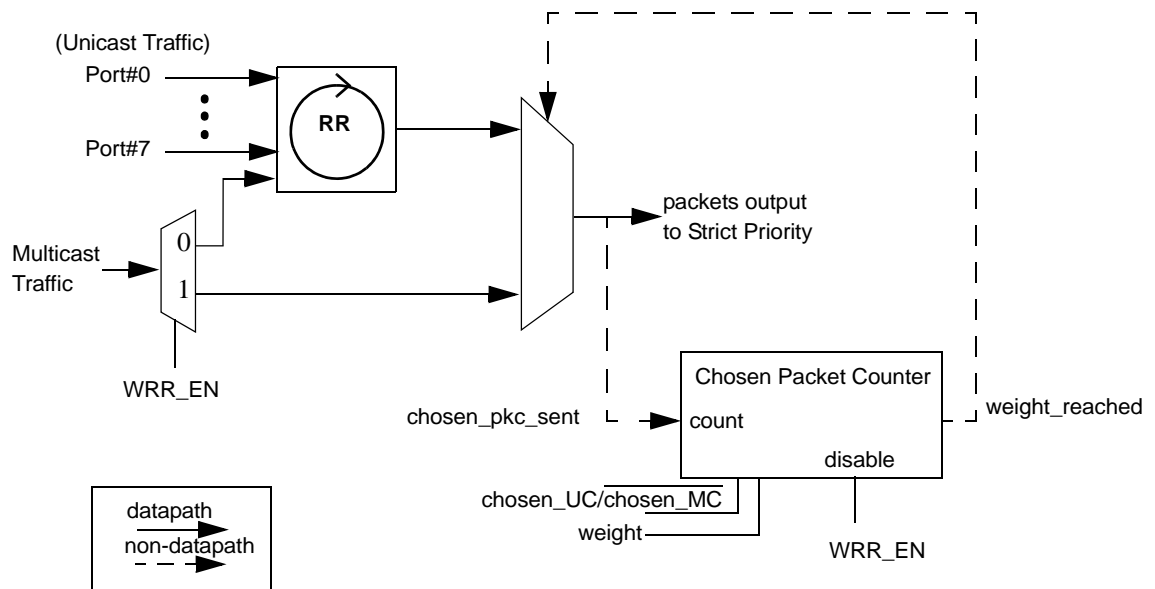 (Unicast Traffic)
Port#0
RR
Port#7
packets output
to Strict Priority
0
Multicast
Traffic
1
WRR_EN
Chosen Packet Counter
chosen_pkc_sent
count
weight_reached
disable
chosen_UC/chosen_MC
weight
WRR_EN
datapath
non-datapath